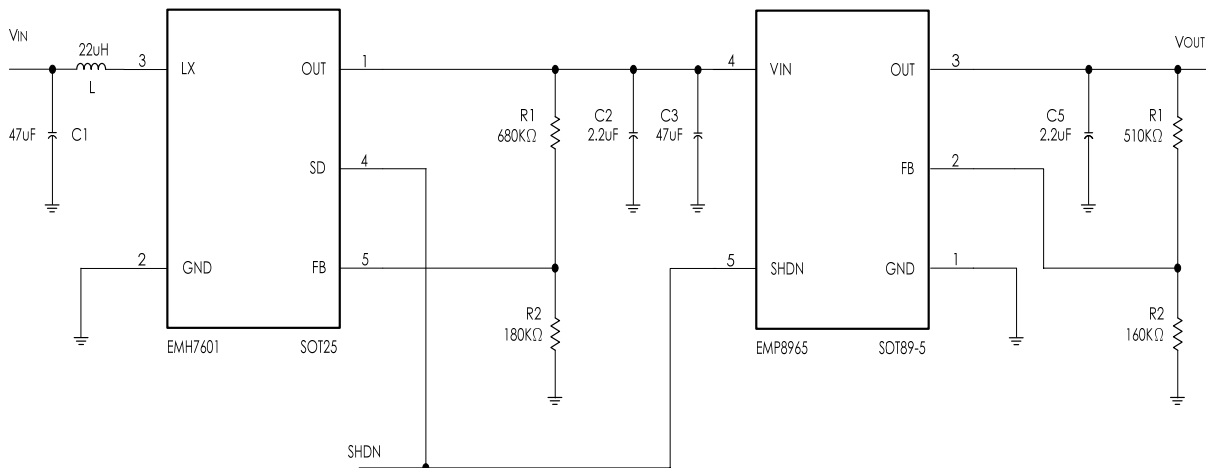 VIN
22uH
L
47uF C1
3
LX
OUT
1
SD
4
2
GND
FB
5
EMH7601
SOT25
R1
680KΩ
C2
2.2uF
C3
47uF
R2
180KΩ
SHDN
4
VIN
OUT
3
FB
2
5
SHDN
GND
1
EMP8965
SOT89-5
VOUT
C5
2.2uF
R1
510KΩ
R2
160KΩ